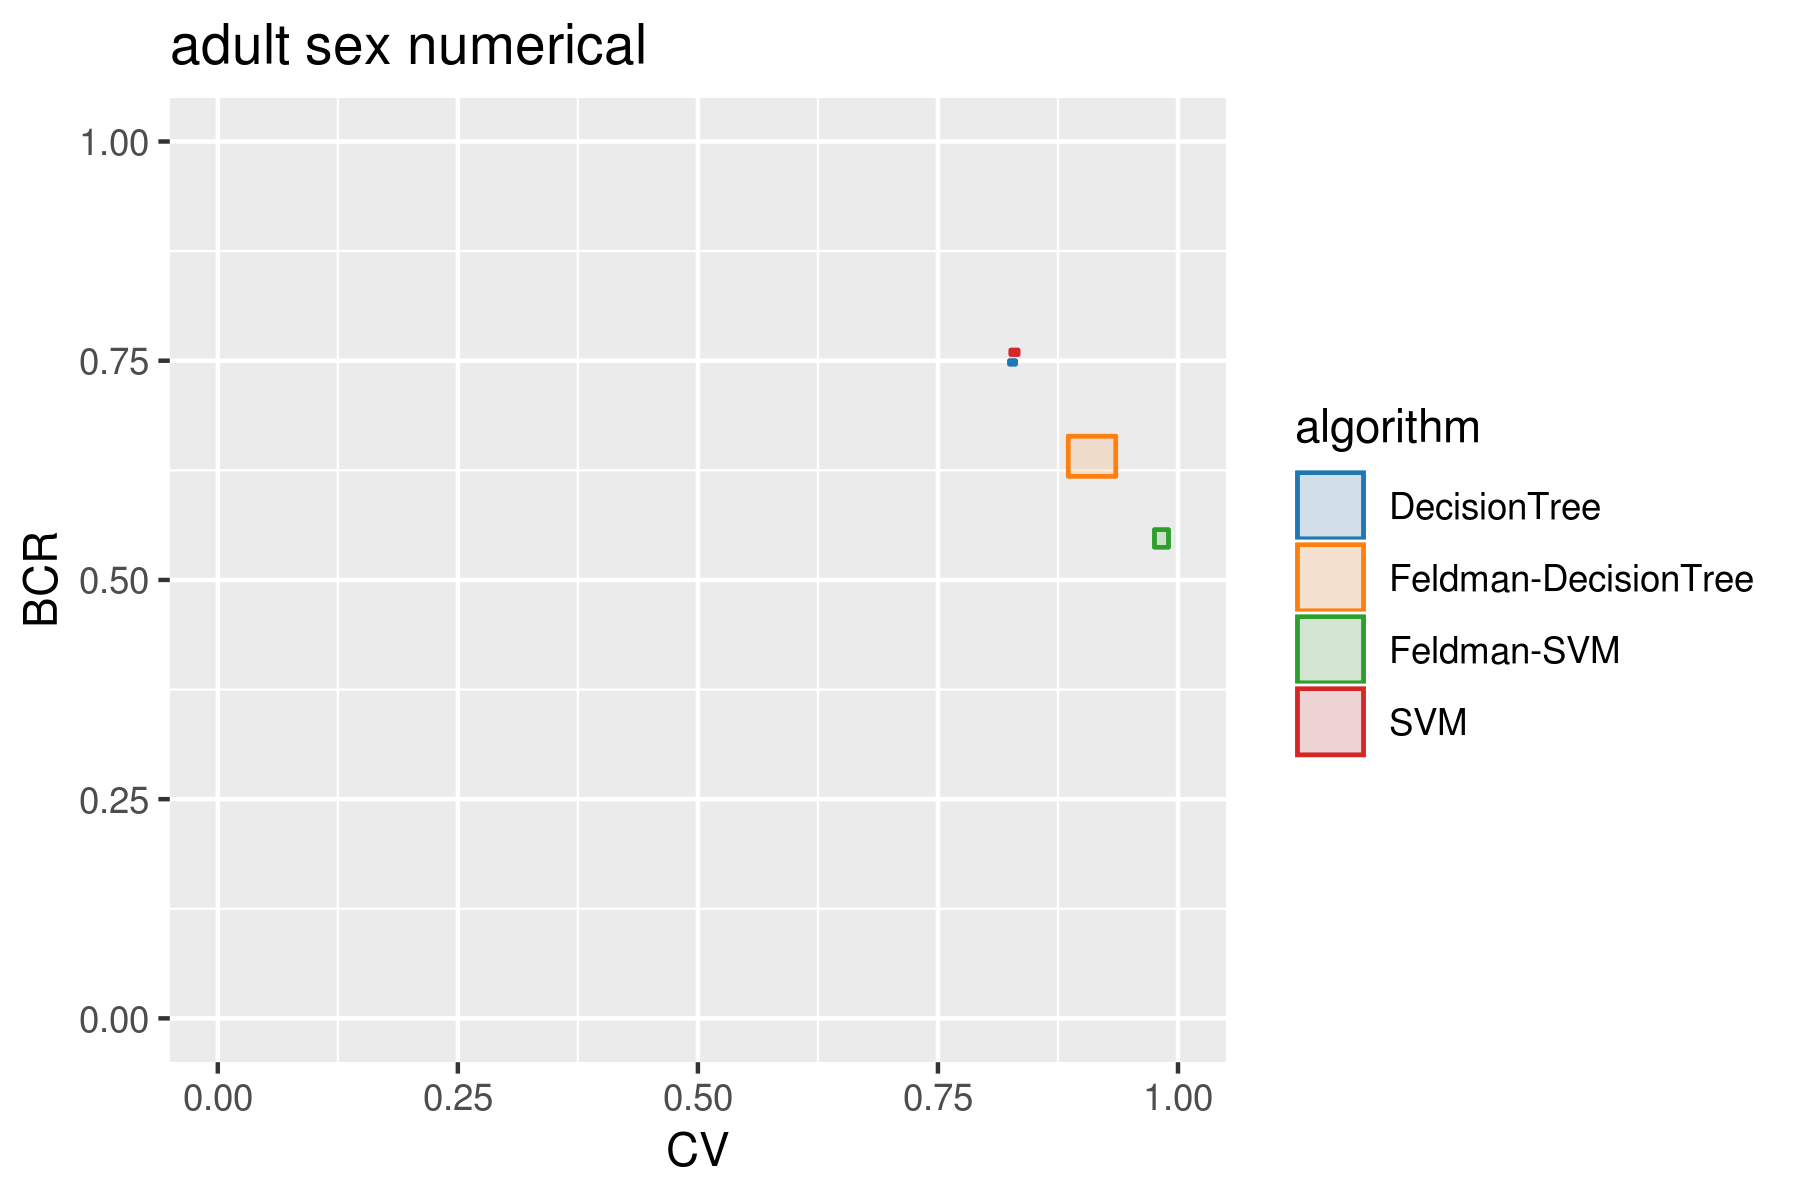 adult sex numerical
1.00
0.75
0.50
0.25
0.00
BCR
0.00 0.25 0.50 0.75 1.00
CV
algorithm
DecisionTree
Feldman-DecisionTree
Feldman-SVM
SVM